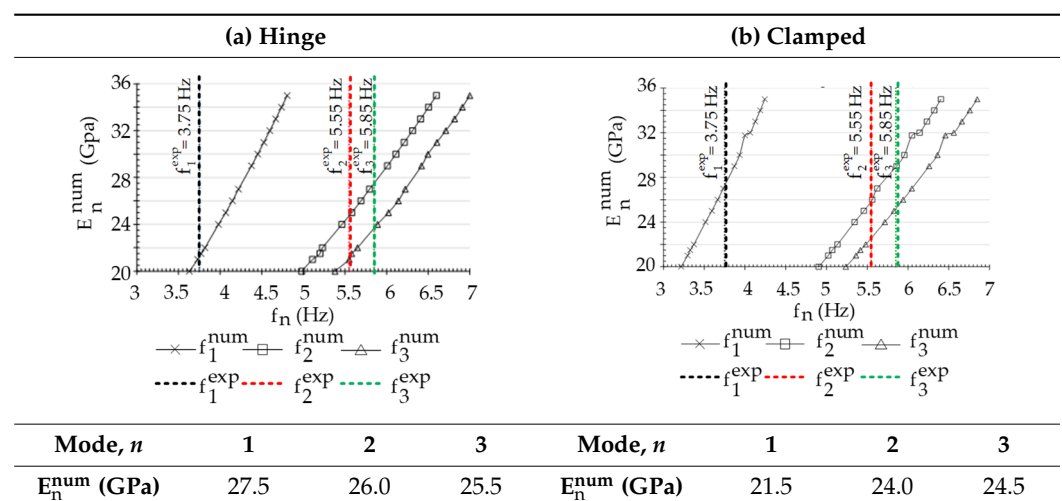 (a) Hinge (b) Clamped
36
32
28
24
20
E_n^num (Gpa)
f_1^exp = 3.75 Hz
f_2^exp = 5.55 Hz
f_3^exp = 5.85 Hz
3 3.5 4 4.5 5 5.5 6 6.5 7
f_n (Hz)
f_1^num f_2^num f_3^num
f_1^exp f_2^exp f_3^exp
36
32
28
24
20
E_n^num (GPa)
f_1^exp = 3.75 Hz
f_2^exp = 5.55 Hz
f_3^exp = 5.85 Hz
3 3.5 4 4.5 5 5.5 6 6.5 7
f_n (Hz)
f_1^num f_2^num f_3^num
f_1^exp f_2^exp f_3^exp
Mode, n 1 2 3 Mode, n 1 2 3
E_n^num (GPa) 27.5 26.0 25.5 E_n^num (GPa) 21.5 24.0 24.5